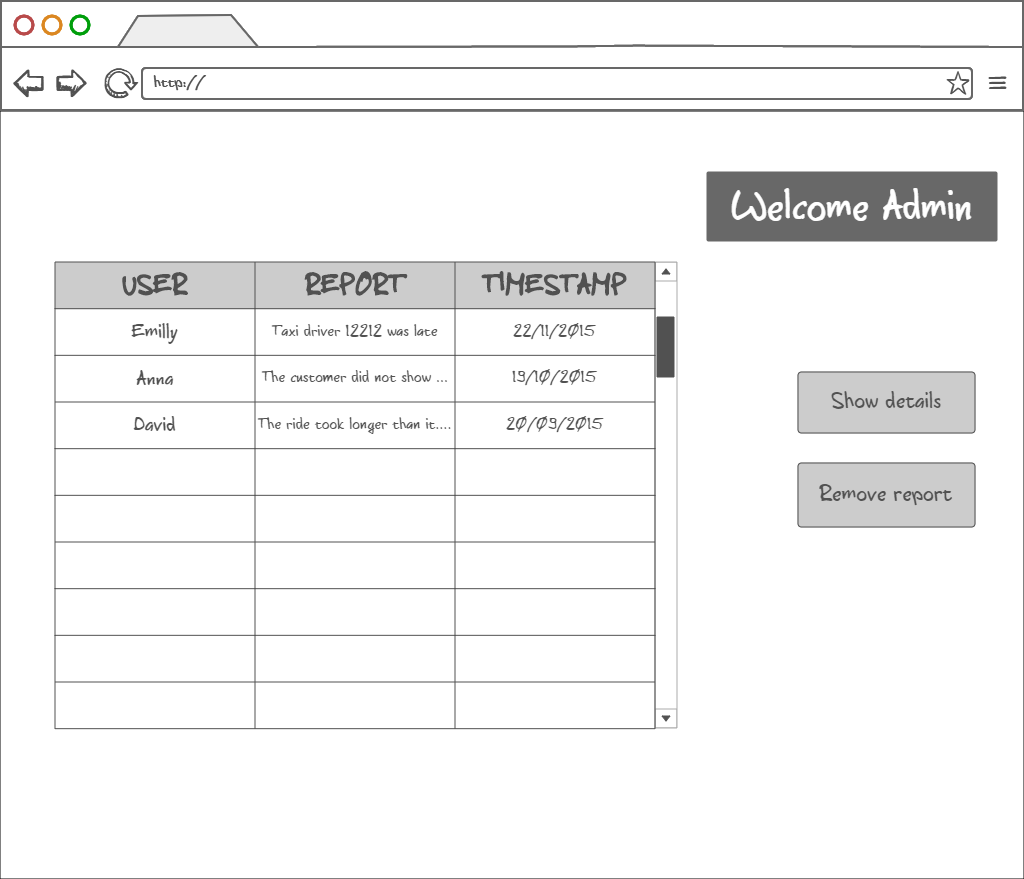 http://
Welcome Admin
USER REPORT TIMESTAMP
Emilly Taxi driver 12212 was late 22/11/2015
Anna The customer did not show ... 19/10/2015
David The ride took longer than it.... 20/09/2015
Show details
Remove report